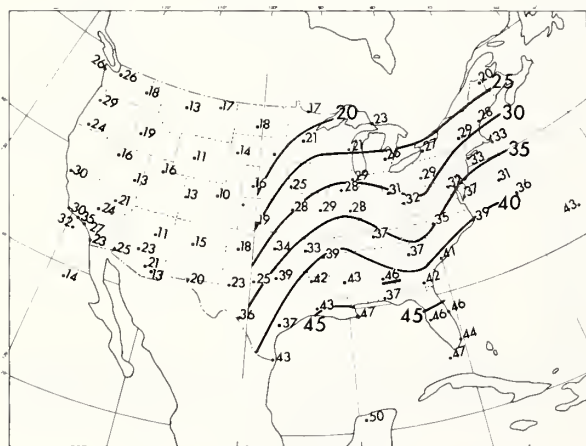 .20 25
26. .26
.18
.29 .13 .17 .17 20 .23 .28 30
.18
.24 .19 .21 .21 .27 .29 .33
.16 .11 .14 .26 .33 35
.30 .16 .29 .29 .31
.13 .19 .25 .28 .31 .32 .37 .36
.21 .13 .10 .32
.30 .24 .28 .29 .28 .35 .39 40 .43
.35 .19
32. .27 .11 .37
.23 .15 .18 .34 .33 .37
.25 .23 .39 .41
.21
.14 .13 .20 .23 .25 .39 .42 .43 .46 .42
.37
.36 .37 .43 .47 45 .46 .46
45
.44
.43 .47
.50